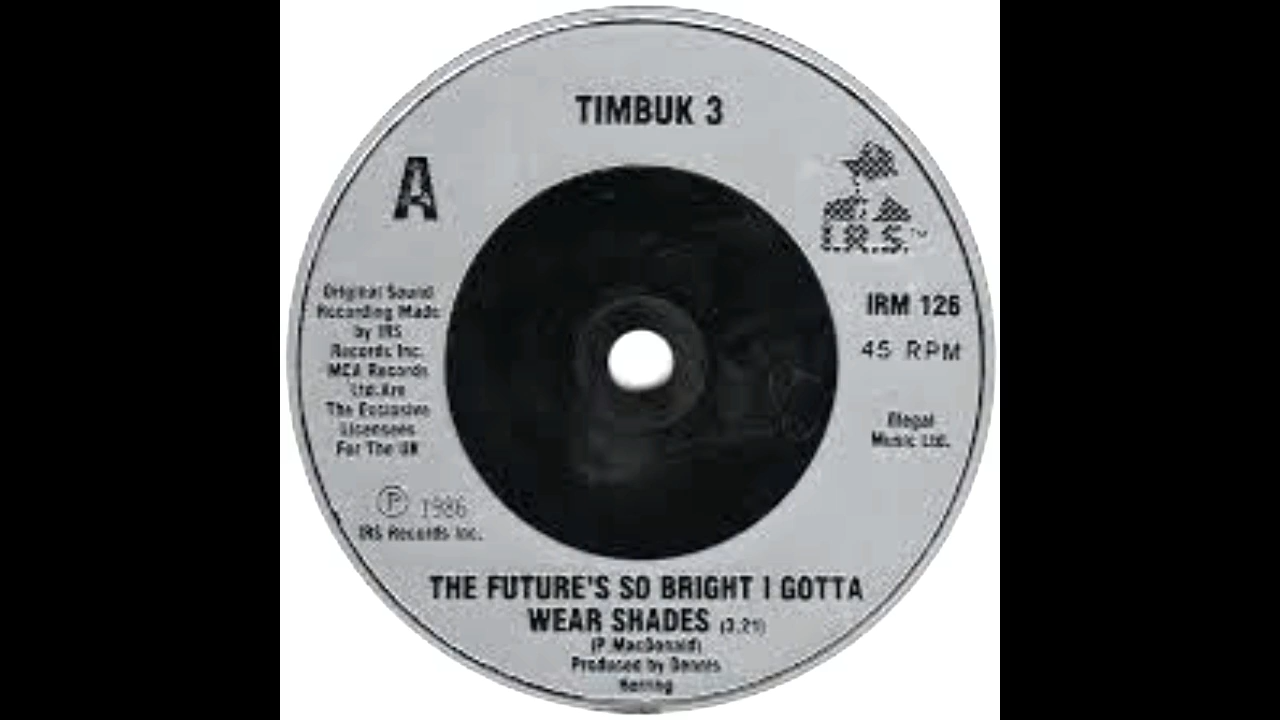 TIMBUK 3
A
MCA
I.R.S.™
Original Sound
Recording Made
by IRS
Records Inc.
MCA Records
Ltd.Are
The Exclusive
Licensees
For The UK
IRM 126
45 RPM
Illegal
Music Ltd.
Ⓟ 1986
IRS Records Inc.
THE FUTURE'S SO BRIGHT I GOTTA
WEAR SHADES (3.21)
(P.MacDonald)
Produced by Dennis
Herring